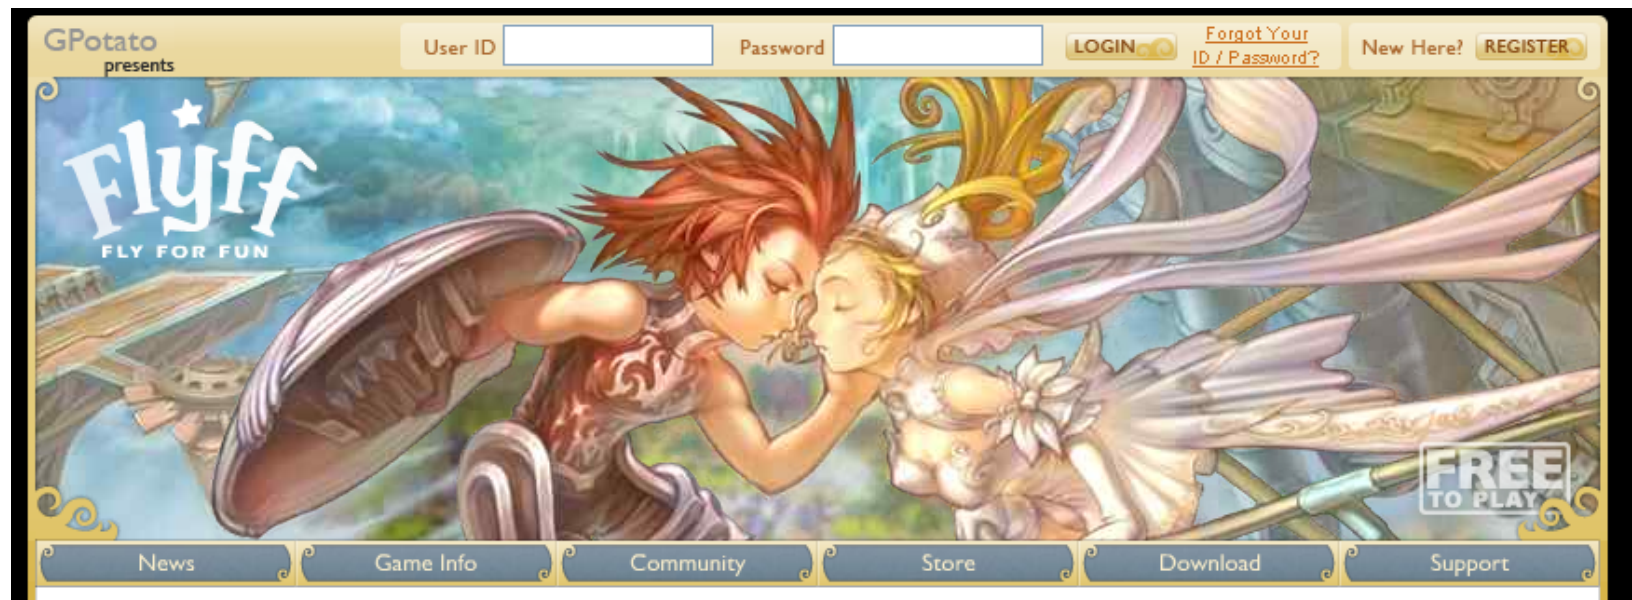 GPotato
presents
User ID
Password
LOGIN
Forgot Your
ID / Password?
New Here?
REGISTER
Flyff
FLY FOR FUN
FREE
TO PLAY
News
Game Info
Community
Store
Download
Support